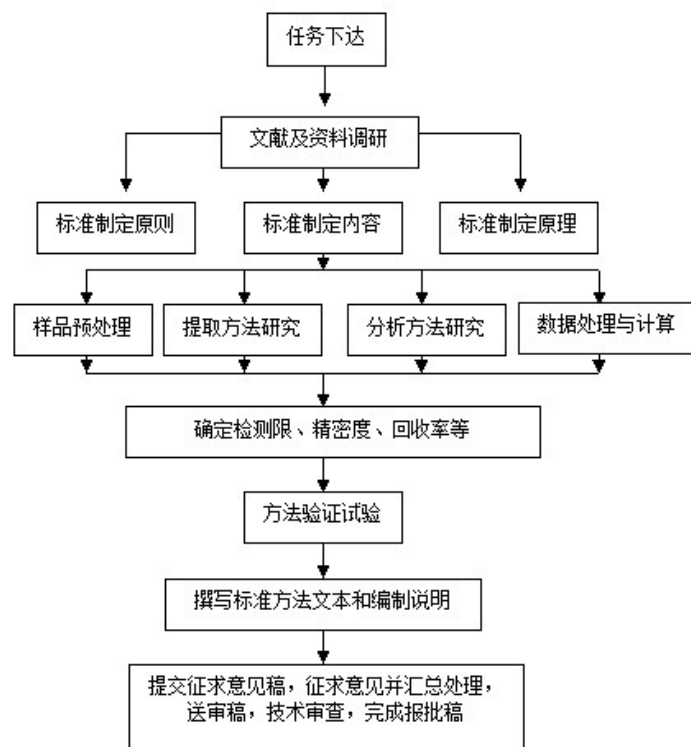 任务下达
文献及资料调研
标准制定原则
标准制定内容
标准制定原理
样品预处理
提取方法研究
分析方法研究
数据处理与计算
确定检测限、精密度、回收率等
方法验证试验
撰写标准方法文本和编制说明
提交征求意见稿，征求意见并汇总处理，
送审稿，技术审查，完成报批稿